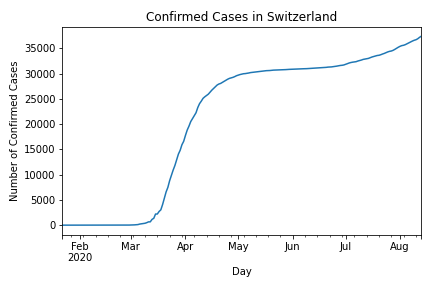 Confirmed Cases in Switzerland
Number of Confirmed Cases
35000
30000
25000
20000
15000
10000
5000
0
Feb Mar Apr May Jun Jul Aug
2020
Day